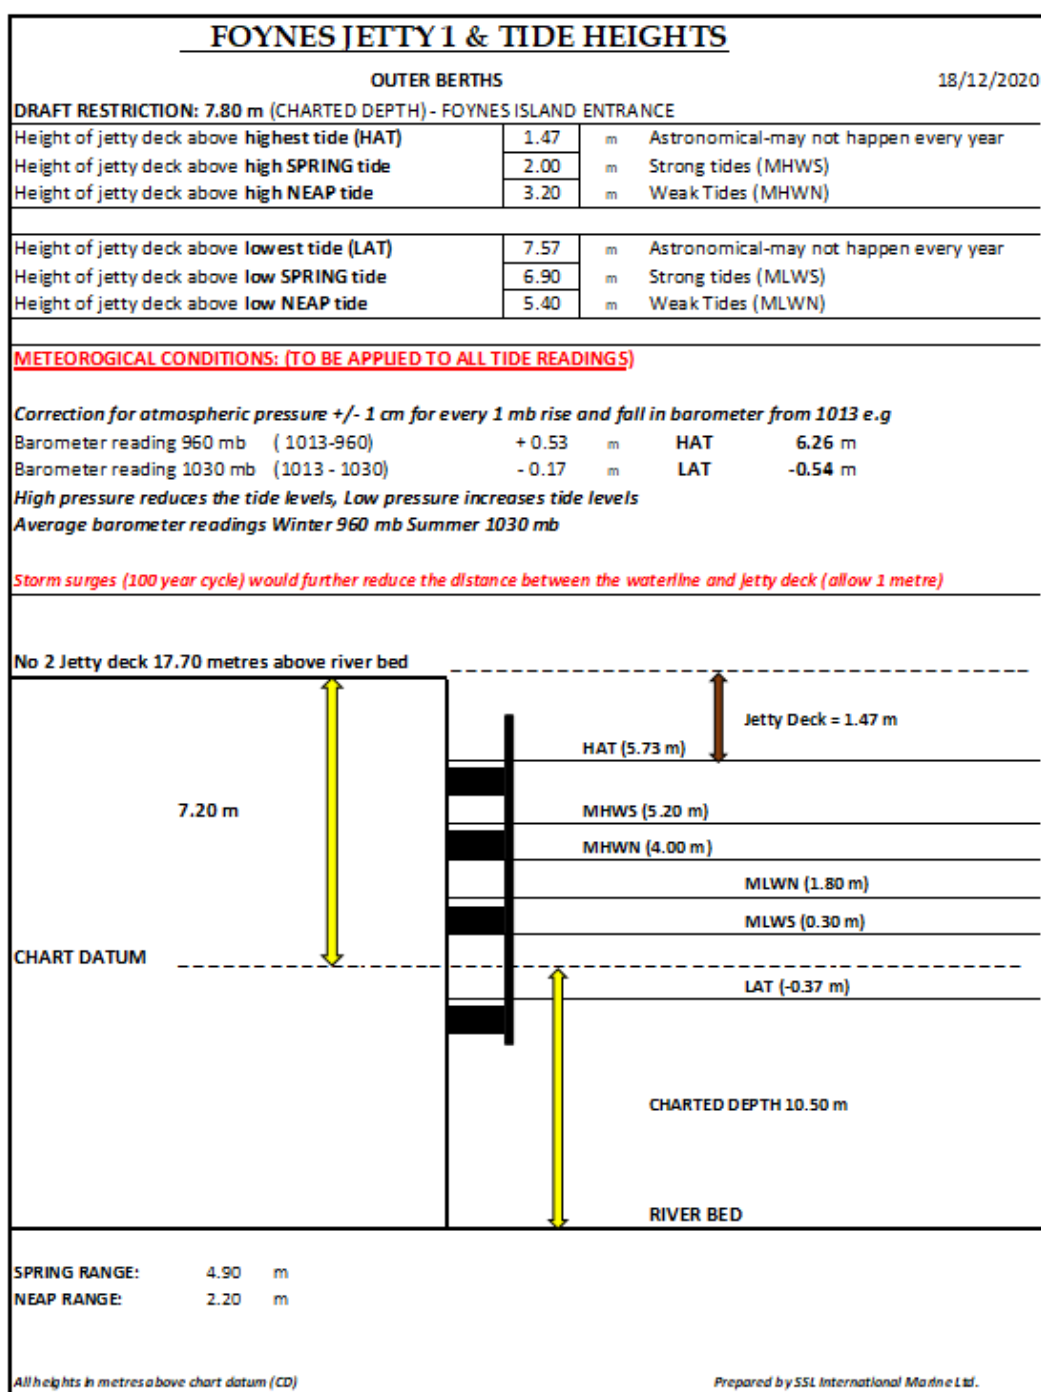 FOYNES JETTY 1 & TIDE HEIGHTS
OUTER BERTHS 18/12/2020
DRAFT RESTRICTION: 7.80 m (CHARTED DEPTH) - FOYNES ISLAND ENTRANCE
Height of jetty deck above highest tide (HAT) 1.47 m Astronomical-may not happen every year
Height of jetty deck above high SPRING tide 2.00 m Strong tides (MHWS)
Height of jetty deck above high NEAP tide 3.20 m Weak Tides (MHWN)
Height of jetty deck above lowest tide (LAT) 7.57 m Astronomical-may not happen every year
Height of jetty deck above low SPRING tide 6.90 m Strong tides (MLWS)
Height of jetty deck above low NEAP tide 5.40 m Weak Tides (MLWN)
METEOROGICAL CONDITIONS: (TO BE APPLIED TO ALL TIDE READINGS)
Correction for atmospheric pressure +/- 1 cm for every 1 mb rise and fall in barometer from 1013 e.g
Barometer reading 960 mb ( 1013-960) + 0.53 m HAT 6.26 m
Barometer reading 1030 mb (1013 - 1030) - 0.17 m LAT -0.54 m
High pressure reduces the tide levels, Low pressure increases tide levels
Average barometer readings Winter 960 mb Summer 1030 mb
Storm surges (100 year cycle) would further reduce the distance between the waterline and jetty deck (allow 1 metre)
No 2 Jetty deck 17.70 metres above river bed
Jetty Deck = 1.47 m
HAT (5.73 m)
7.20 m
MHWS (5.20 m)
MHWN (4.00 m)
MLWN (1.80 m)
MLWS (0.30 m)
CHART DATUM
LAT (-0.37 m)
CHARTED DEPTH 10.50 m
RIVER BED
SPRING RANGE: 4.90 m
NEAP RANGE: 2.20 m
All heights in metres above chart datum (CD) Prepared by SSL International Marine Ltd.